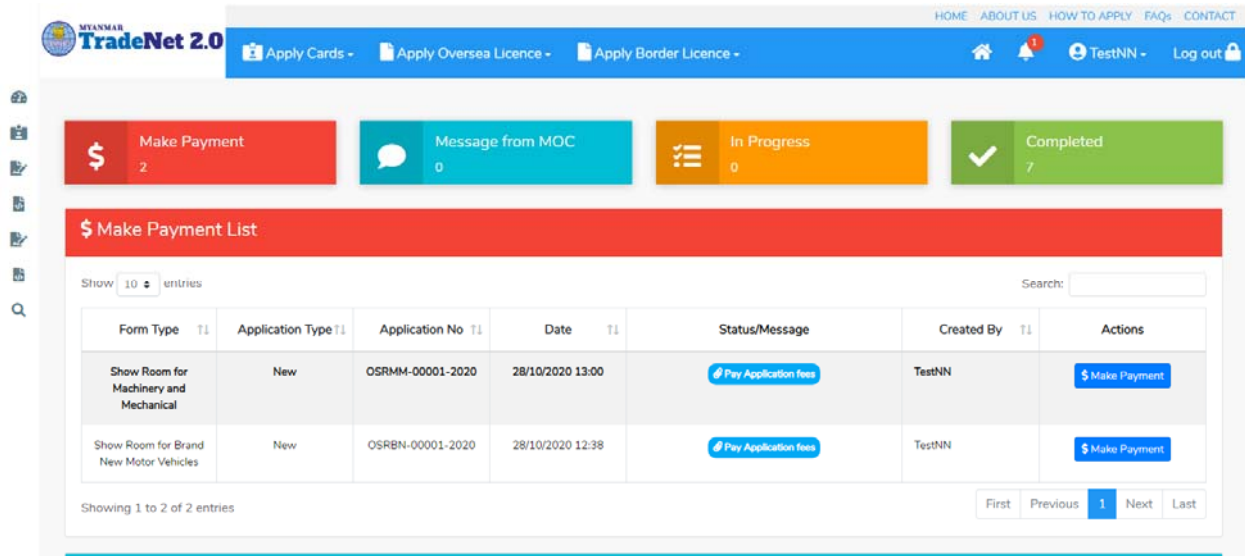 HOME ABOUT US HOW TO APPLY FAQs CONTACT
MYANMAR
TradeNet 2.0
Apply Cards Apply Oversea Licence Apply Border Licence 1 TestNN Log out
Make Payment
2
Message from MOC
0
In Progress
0
Completed
7
$ Make Payment List
Show 10 entries Search:
Form Type Application Type Application No Date Status/Message Created By Actions
Show Room for Machinery and Mechanical New OSRMM-00001-2020 28/10/2020 13:00 Pay Application fees TestNN $ Make Payment
Show Room for Brand New Motor Vehicles New OSRBN-00001-2020 28/10/2020 12:38 Pay Application fees TestNN $ Make Payment
Showing 1 to 2 of 2 entries First Previous 1 Next Last